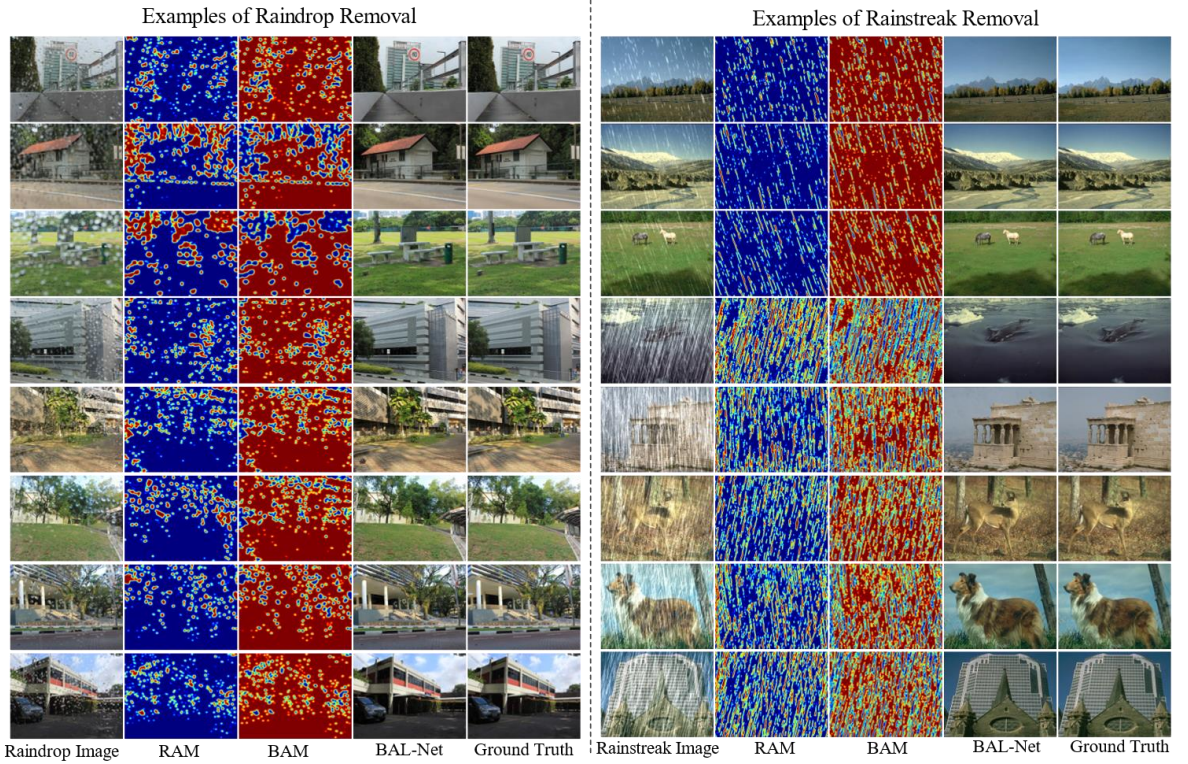 Examples of Raindrop Removal
Examples of Rainstreak Removal
Raindrop Image RAM BAM BAL-Net Ground Truth
Rainstreak Image RAM BAM BAL-Net Ground Truth